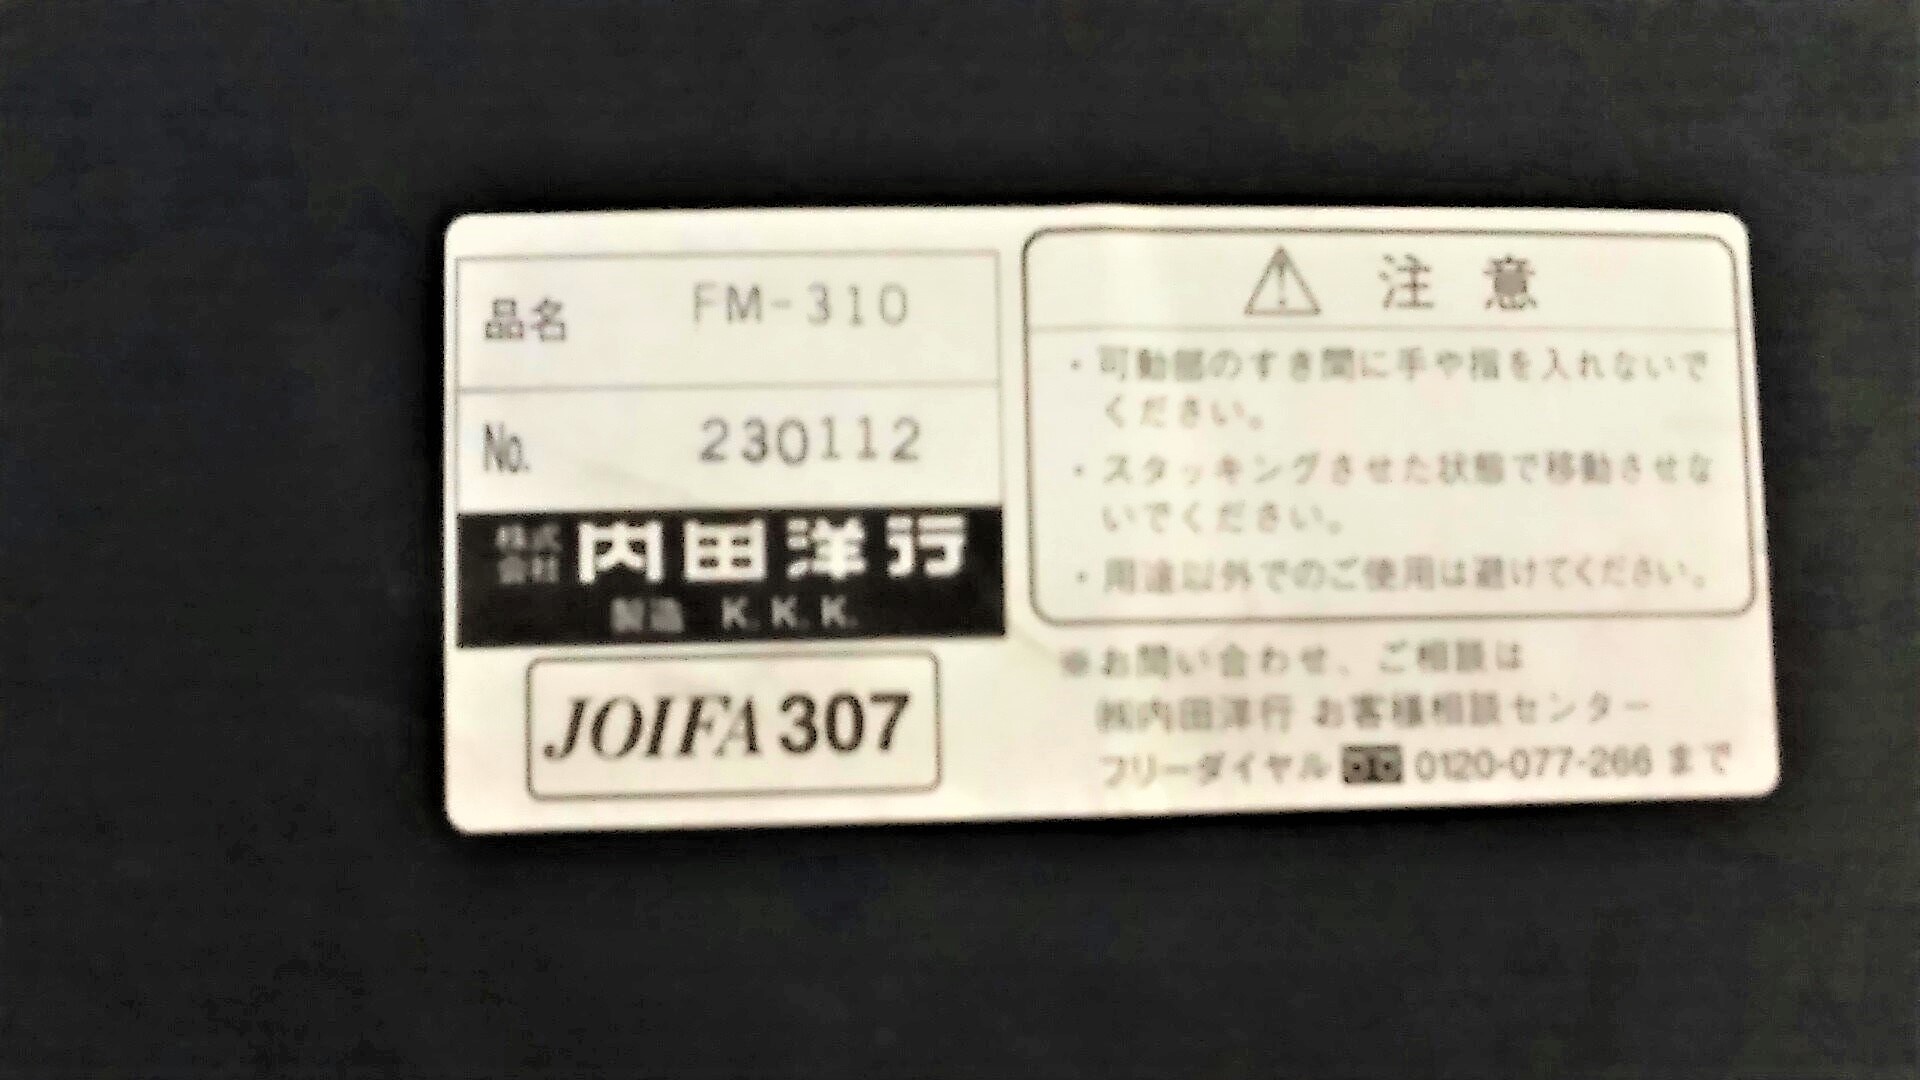 品名 FM-310
No. 230112
株式会社 内田洋行
製造 K.K.K.
JOIFA307
注意
・可動部のすき間に手や指を入れないで
ください。
・スタッキングさせた状態で移動させな
いでください。
・用途以外でのご使用は避けてください。
※お問い合わせ、ご相談は
㈱内田洋行 お客様相談センター
フリーダイヤル 0120-077-266 まで